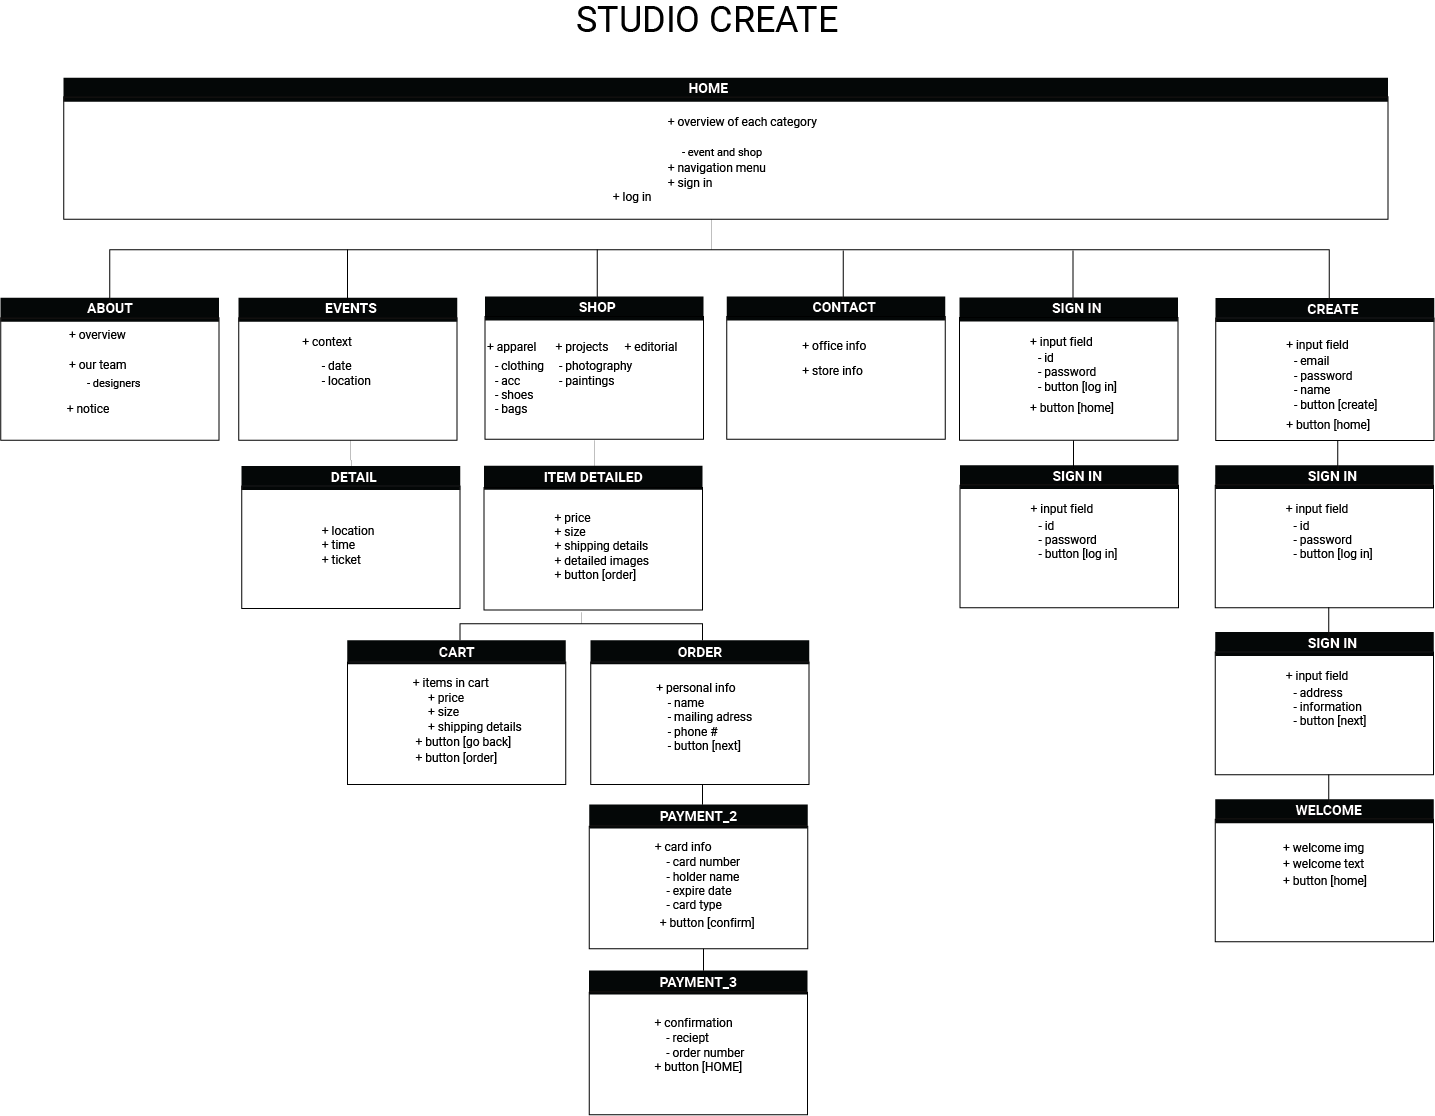 STUDIO CREATE
HOME
+ overview of each category
- event and shop
+ navigation menu
+ sign in
+ log in
ABOUT
+ overview
+ our team
- designers
+ notice
EVENTS
+ context
- date
- location
SHOP
+ apparel
- clothing
- acc
- shoes
- bags
+ projects
- photography
- paintings
+ editorial
CONTACT
+ office info
+ store info
SIGN IN
+ input field
- id
- password
- button [log in]
+ button [home]
CREATE
+ input field
- email
- password
- name
- button [create]
+ button [home]
DETAIL
+ location
+ time
+ ticket
ITEM DETAILED
+ price
+ size
+ shipping details
+ detailed images
+ button [order]
SIGN IN
+ input field
- id
- password
- button [log in]
SIGN IN
+ input field
- id
- password
- button [log in]
CART
+ items in cart
+ price
+ size
+ shipping details
+ button [go back]
+ button [order]
ORDER
+ personal info
- name
- mailing adress
- phone #
- button [next]
SIGN IN
+ input field
- address
- information
- button [next]
PAYMENT_2
+ card info
- card number
- holder name
- expire date
- card type
+ button [confirm]
WELCOME
+ welcome img
+ welcome text
+ button [home]
PAYMENT_3
+ confirmation
- reciept
- order number
+ button [HOME]